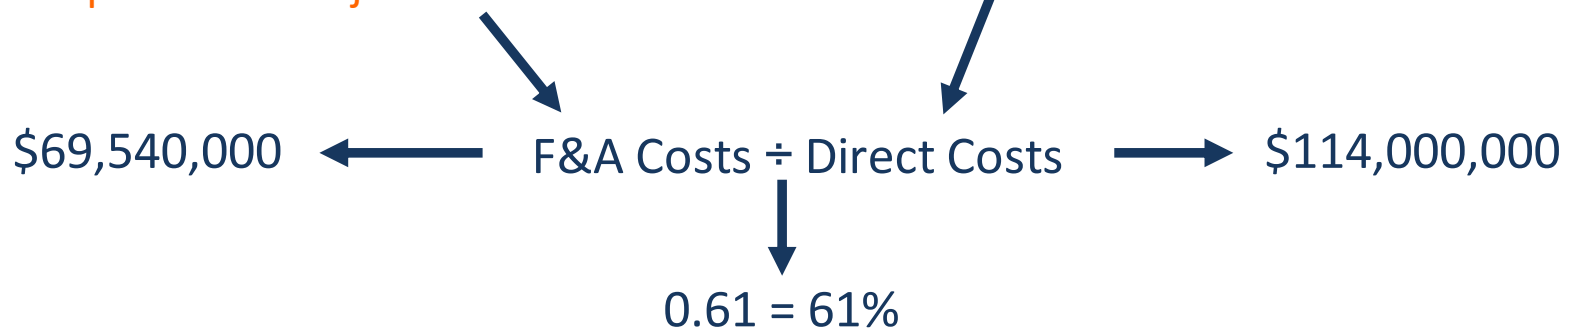 $69,540,000 F&A Costs ÷ Direct Costs $114,000,000
0.61 = 61%